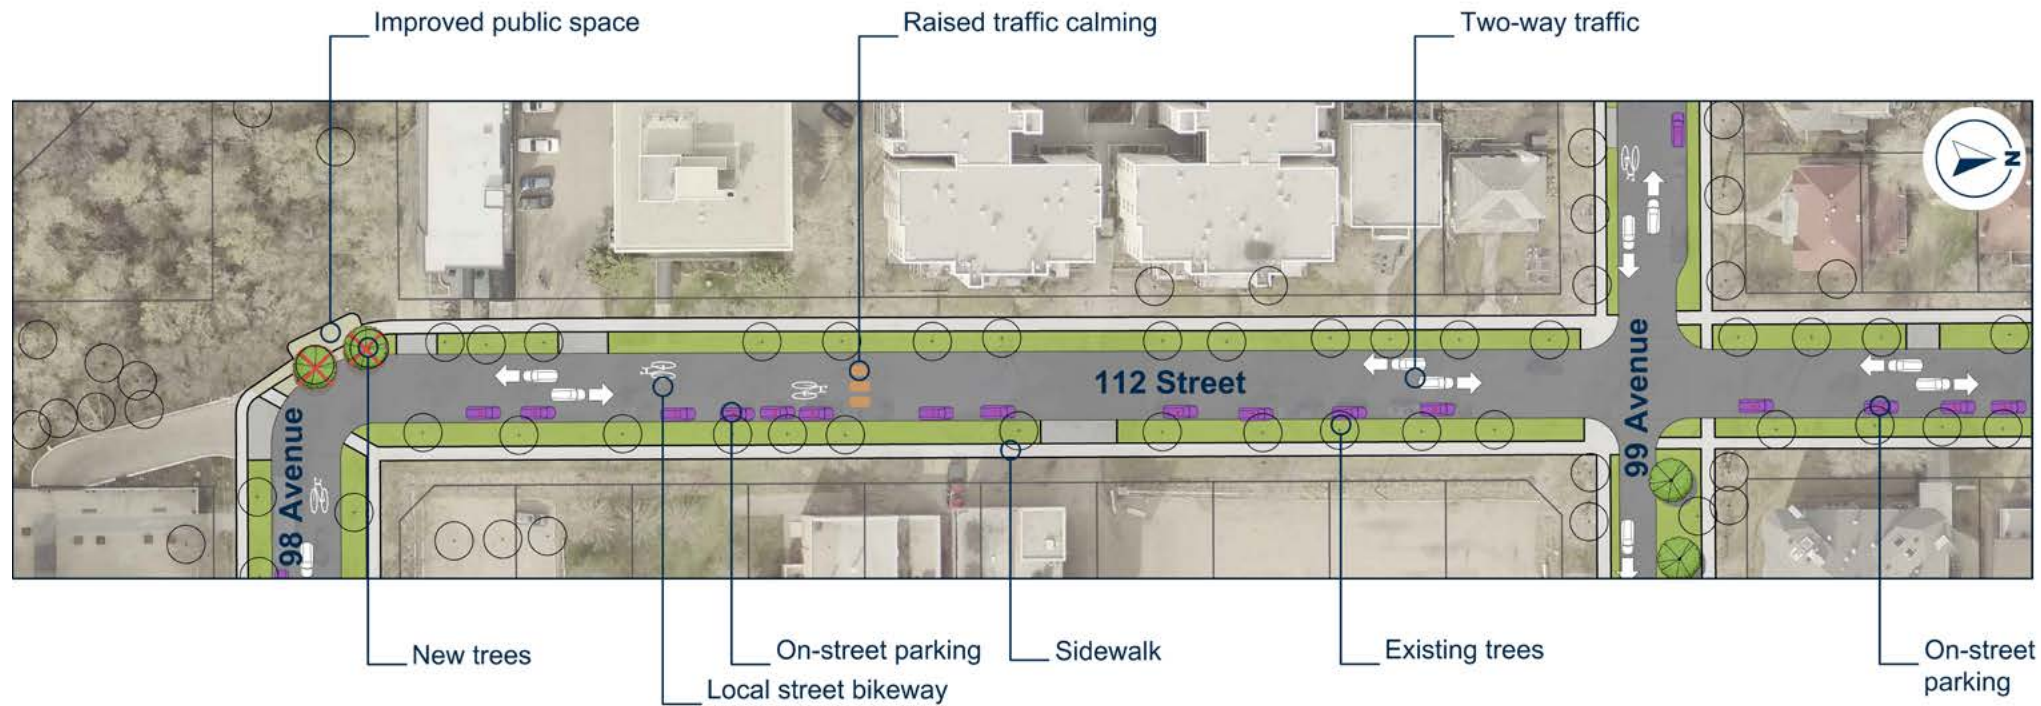 Improved public space
Raised traffic calming
Two-way traffic
N
112 Street
99 Avenue
98 Avenue
New trees
On-street parking
Local street bikeway
Sidewalk
Existing trees
On-street
parking